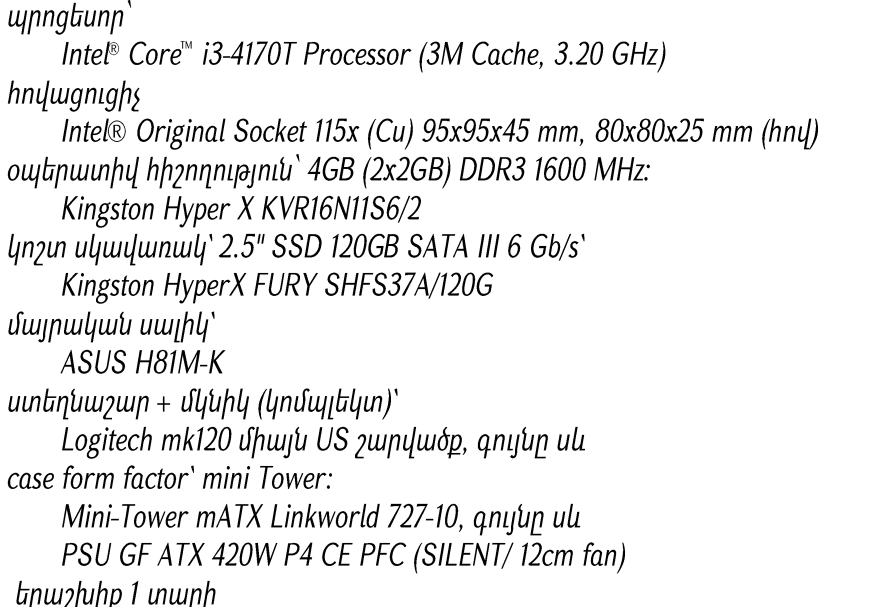 պրոցեսոր՝
Intel® Core™ i3-4170T Processor (3M Cache, 3.20 GHz)
հովացուցիչ
Intel® Original Socket 115x (Cu) 95x95x45 mm, 80x80x25 mm (հով)
օպերատիվ հիշողություն՝ 4GB (2x2GB) DDR3 1600 MHz:
Kingston Hyper X KVR16N11S6/2
կոշտ սկավառակ՝ 2.5" SSD 120GB SATA III 6 Gb/s՝
Kingston HyperX FURY SHFS37A/120G
մայրական սալիկ՝
ASUS H81M-K
ստեղնաշար + մկնիկ (կոմպլեկտ)՝
Logitech mk120 միայն US շարվածք, գույնը սև
case form factor՝ mini Tower:
Mini-Tower mATX Linkworld 727-10, գույնը սև
PSU GF ATX 420W P4 CE PFC (SILENT/ 12cm fan)
երաշխիք 1 տարի